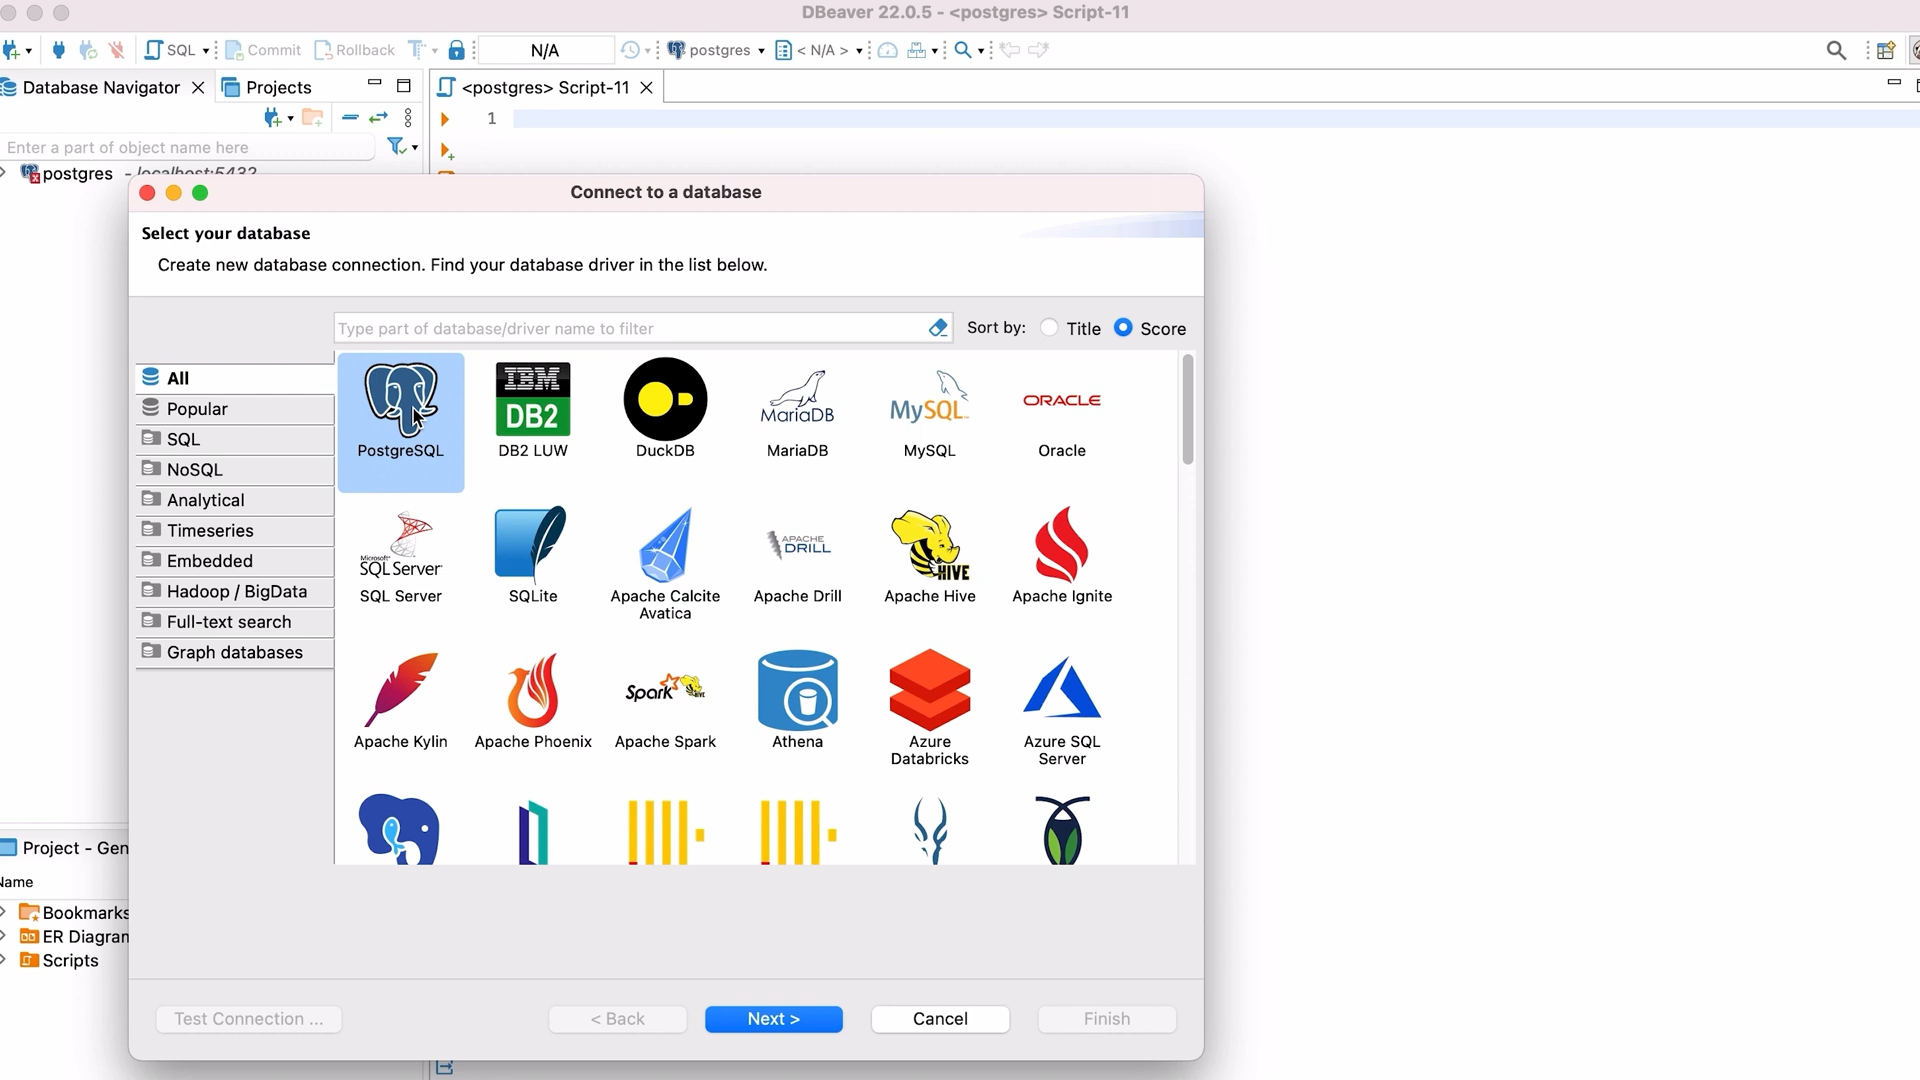 DBeaver 22.0.5 - <postgres> Script-11
SQL
Commit
Rollback
N/A
postgres
< N/A >
Database Navigator
Projects
<postgres> Script-11
1
Enter a part of object name here
postgres - localhost:5432
Connect to a database
Select your database
Create new database connection. Find your database driver in the list below.
Type part of database/driver name to filter
Sort by:
Title
Score
All
Popular
SQL
NoSQL
Analytical
Timeseries
Embedded
Hadoop / BigData
Full-text search
Graph databases
IBM
DB2
MariaDB
MySQL
ORACLE
PostgreSQL
DB2 LUW
DuckDB
MariaDB
MySQL
Oracle
Microsoft
SQL Server
APACHE
DRILL
HIVE
SQL Server
SQLite
Apache Calcite
Avatica
Apache Drill
Apache Hive
Apache Ignite
Spark
HIVE
Apache Kylin
Apache Phoenix
Apache Spark
Athena
Azure
Databricks
Azure SQL
Server
Project - Gen
Name
Bookmarks
ER Diagram
Scripts
Test Connection ...
< Back
Next >
Cancel
Finish